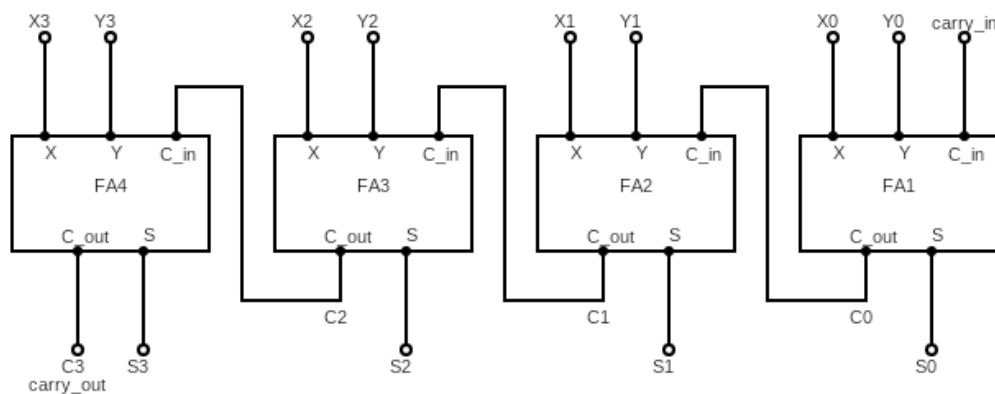 X3 Y3 X2 Y2 X1 Y1 X0 Y0 carry_in
X Y C_in X Y C_in X Y C_in X Y C_in
FA4 FA3 FA2 FA1
C_out S C_out S C_out S C_out S
C2 C1 C0
C3 S3 S2 S1 S0
carry_out